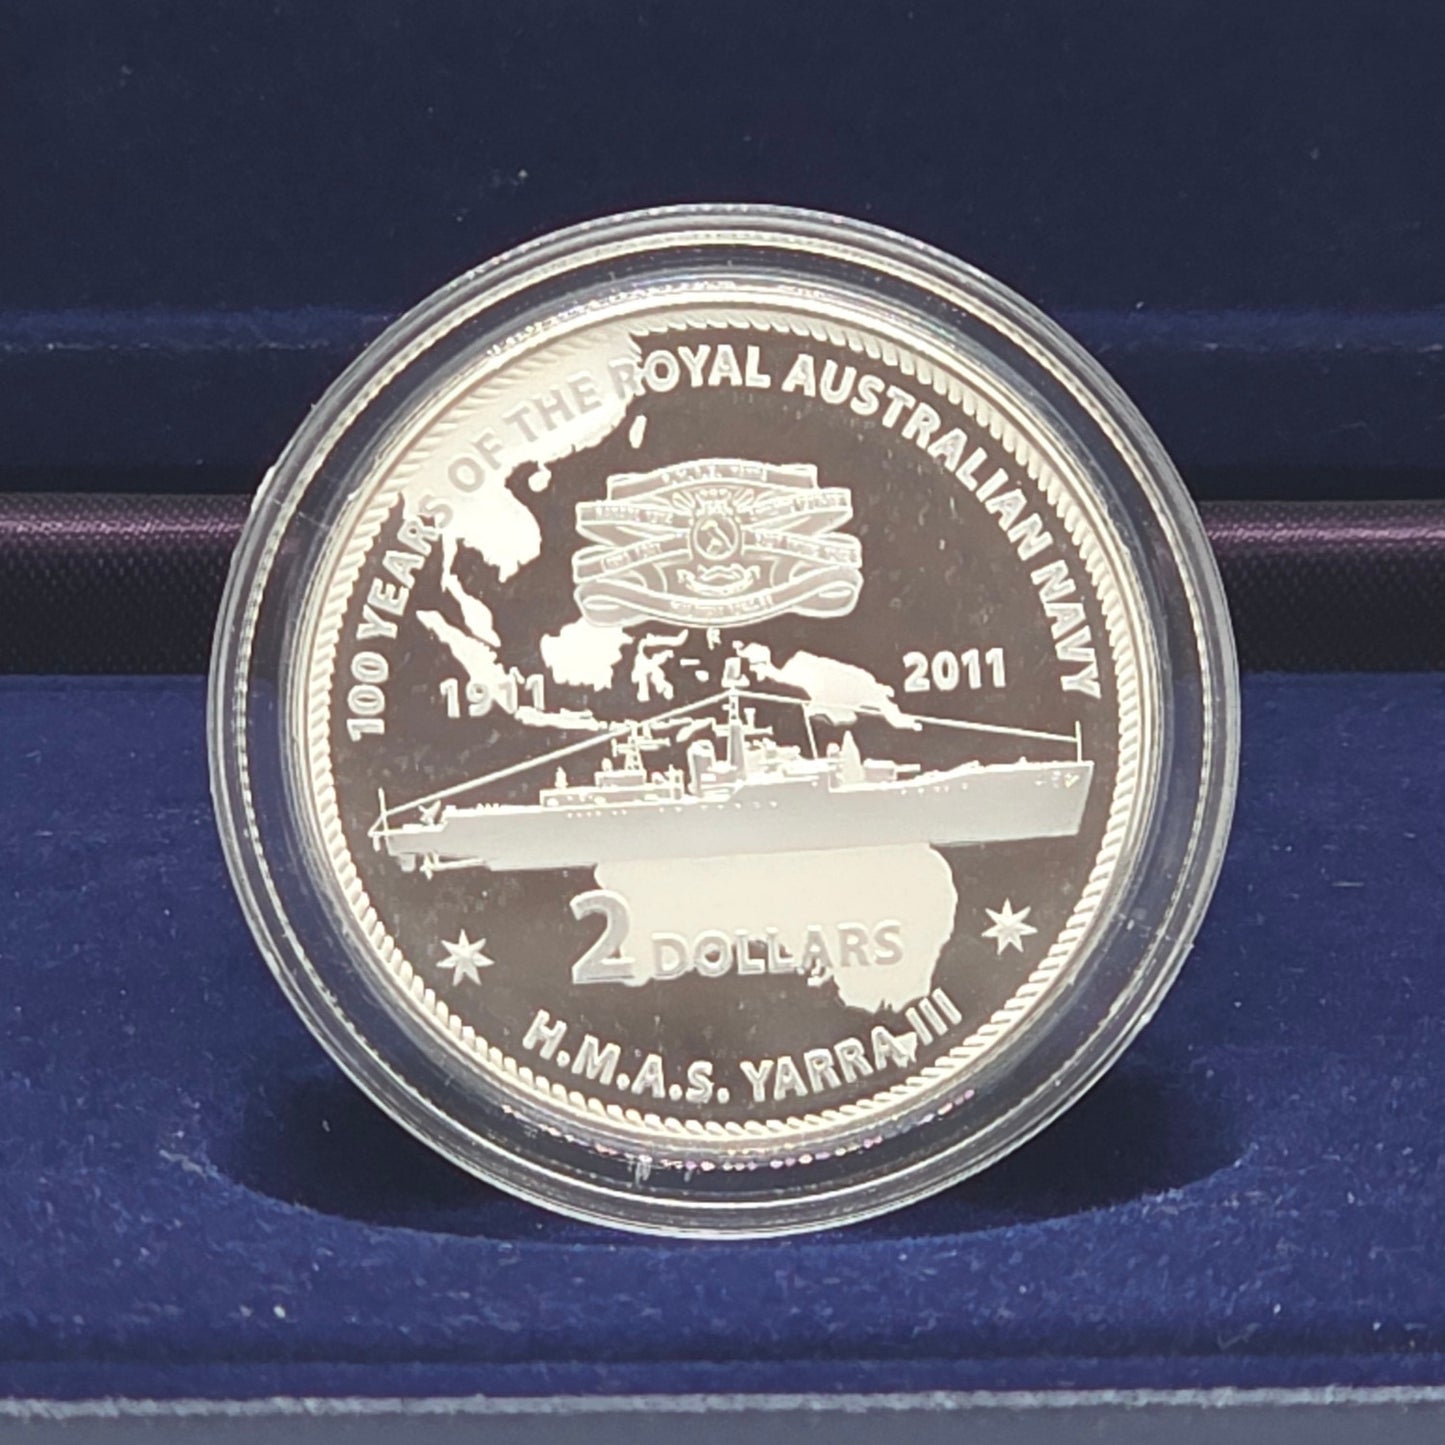 100 YEARS OF THE ROYAL AUSTRALIAN NAVY
1911
2011
2 DOLLARS
H.M.A.S. YARRA III